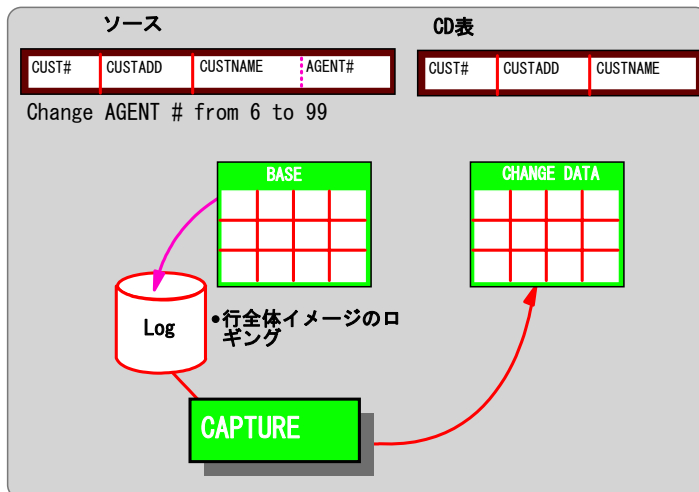 ソース
CD表
CUST# CUSTADD CUSTNAME AGENT#
CUST# CUSTADD CUSTNAME
Change AGENT # from 6 to 99
BASE
CHANGE DATA
Log
•行全体イメージのロ
ギング
CAPTURE